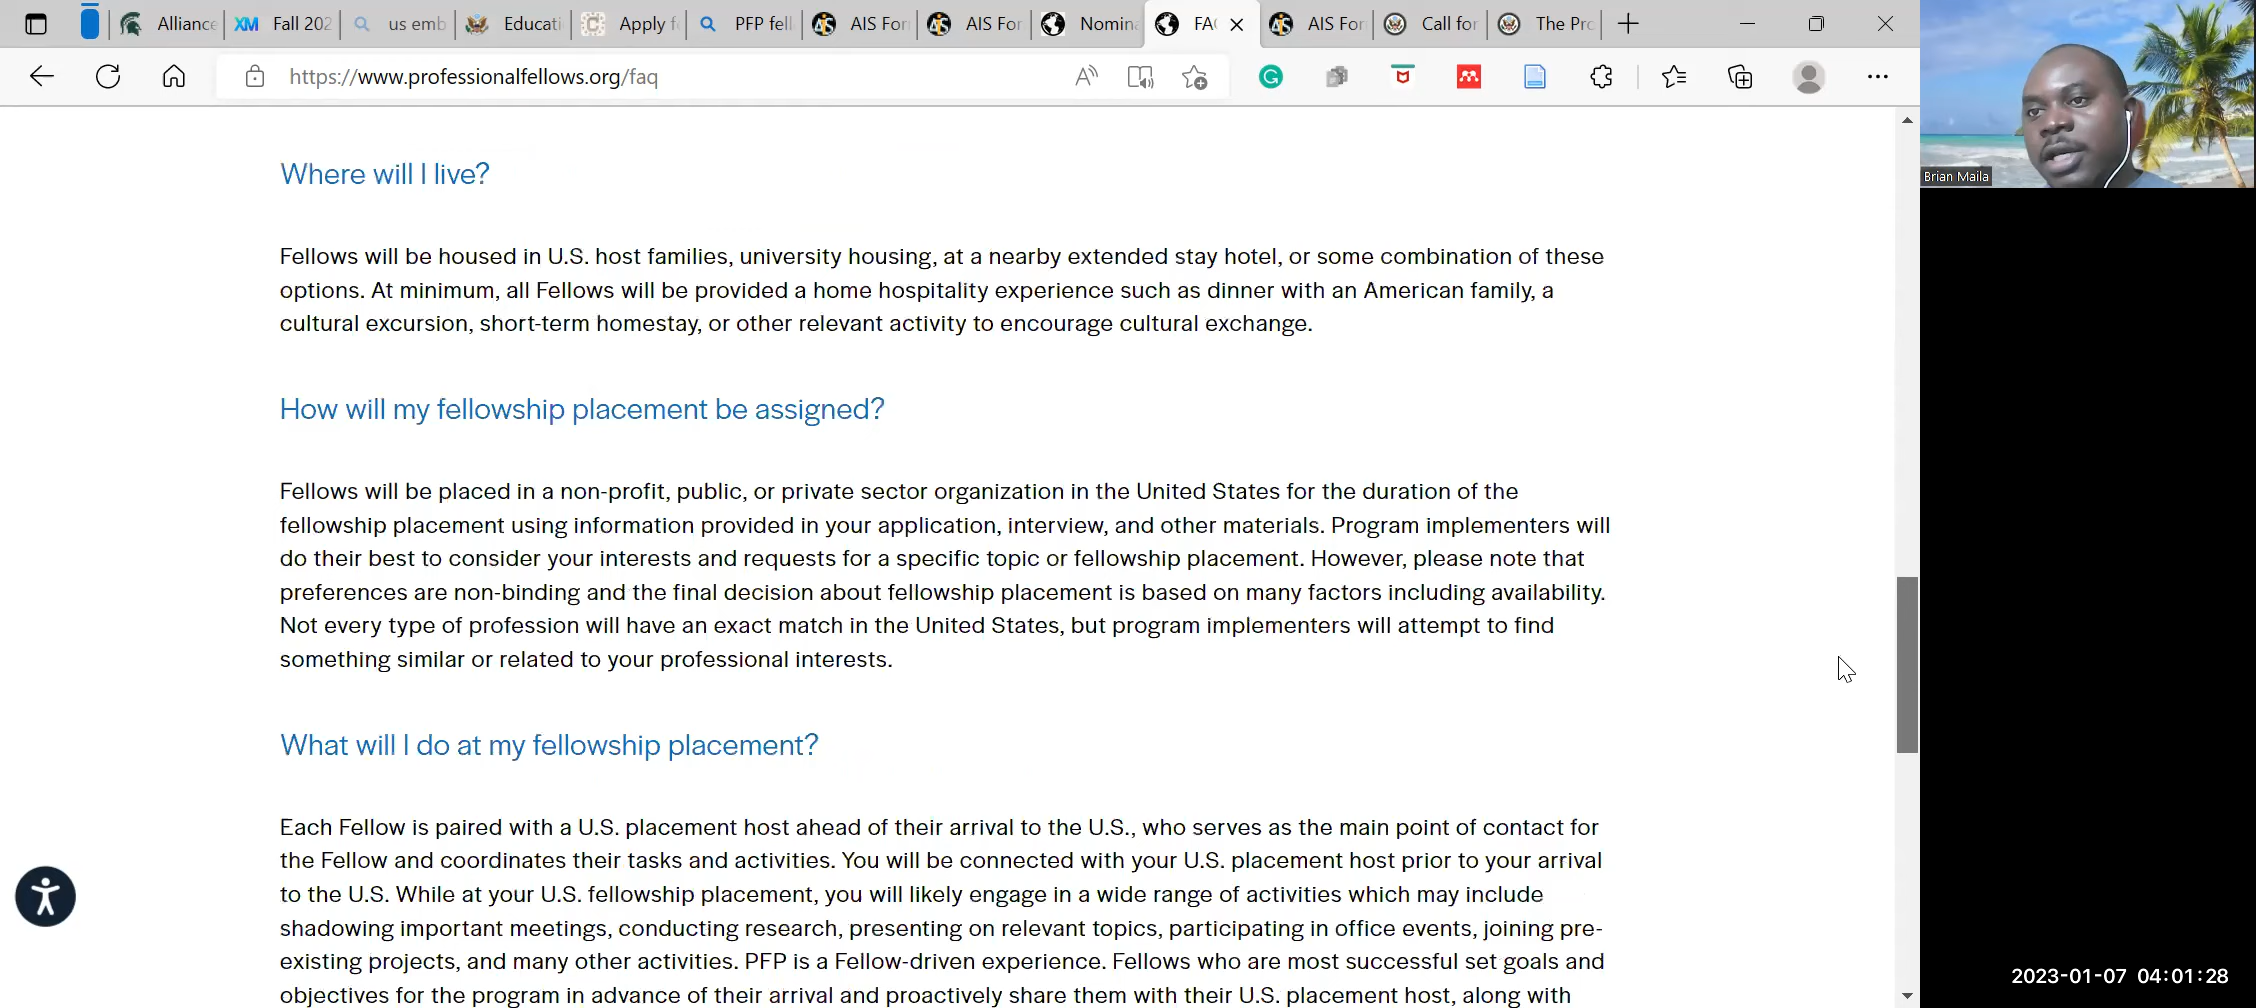 Alliance
Fall 202
us emb
Educati
Apply f
PFP fell
AIS For
AIS For
Nomina
FAC
AIS For
Call for
The Pro
https://www.professionalfellows.org/faq
Brian Maila
Where will I live?
Fellows will be housed in U.S. host families, university housing, at a nearby extended stay hotel, or some combination of these
options. At minimum, all Fellows will be provided a home hospitality experience such as dinner with an American family, a
cultural excursion, short-term homestay, or other relevant activity to encourage cultural exchange.
How will my fellowship placement be assigned?
Fellows will be placed in a non-profit, public, or private sector organization in the United States for the duration of the
fellowship placement using information provided in your application, interview, and other materials. Program implementers will
do their best to consider your interests and requests for a specific topic or fellowship placement. However, please note that
preferences are non-binding and the final decision about fellowship placement is based on many factors including availability.
Not every type of profession will have an exact match in the United States, but program implementers will attempt to find
something similar or related to your professional interests.
What will I do at my fellowship placement?
Each Fellow is paired with a U.S. placement host ahead of their arrival to the U.S., who serves as the main point of contact for
the Fellow and coordinates their tasks and activities. You will be connected with your U.S. placement host prior to your arrival
to the U.S. While at your U.S. fellowship placement, you will likely engage in a wide range of activities which may include
shadowing important meetings, conducting research, presenting on relevant topics, participating in office events, joining pre-
existing projects, and many other activities. PFP is a Fellow-driven experience. Fellows who are most successful set goals and
objectives for the program in advance of their arrival and proactively share them with their U.S. placement host, along with
2023-01-07 04:01:28